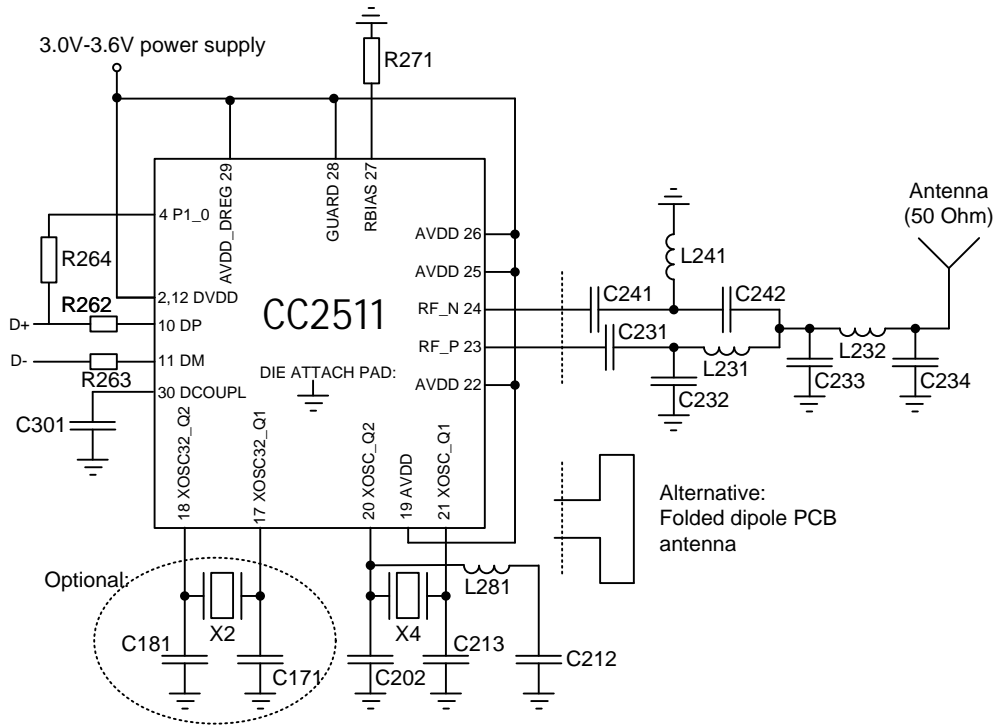 3.0V-3.6V power supply
R271
AVDD_DREG 29
GUARD 28
RBIAS 27
4 P1_0
R264
2,12 DVDD
R262
D+
10 DP
D-
11 DM
R263
30 DCOUPL
C301
CC2511
DIE ATTACH PAD:
AVDD 26
AVDD 25
RF_N 24
RF_P 23
AVDD 22
18 XOSC32_Q2
17 XOSC32_Q1
20 XOSC_Q2
19 AVDD
21 XOSC_Q1
Antenna
(50 Ohm)
L241
C241
C242
C231
L231
L232
C232
C233
C234
Alternative:
Folded dipole PCB
antenna
Optional:
X2
C181
C171
X4
L281
C202
C213
C212